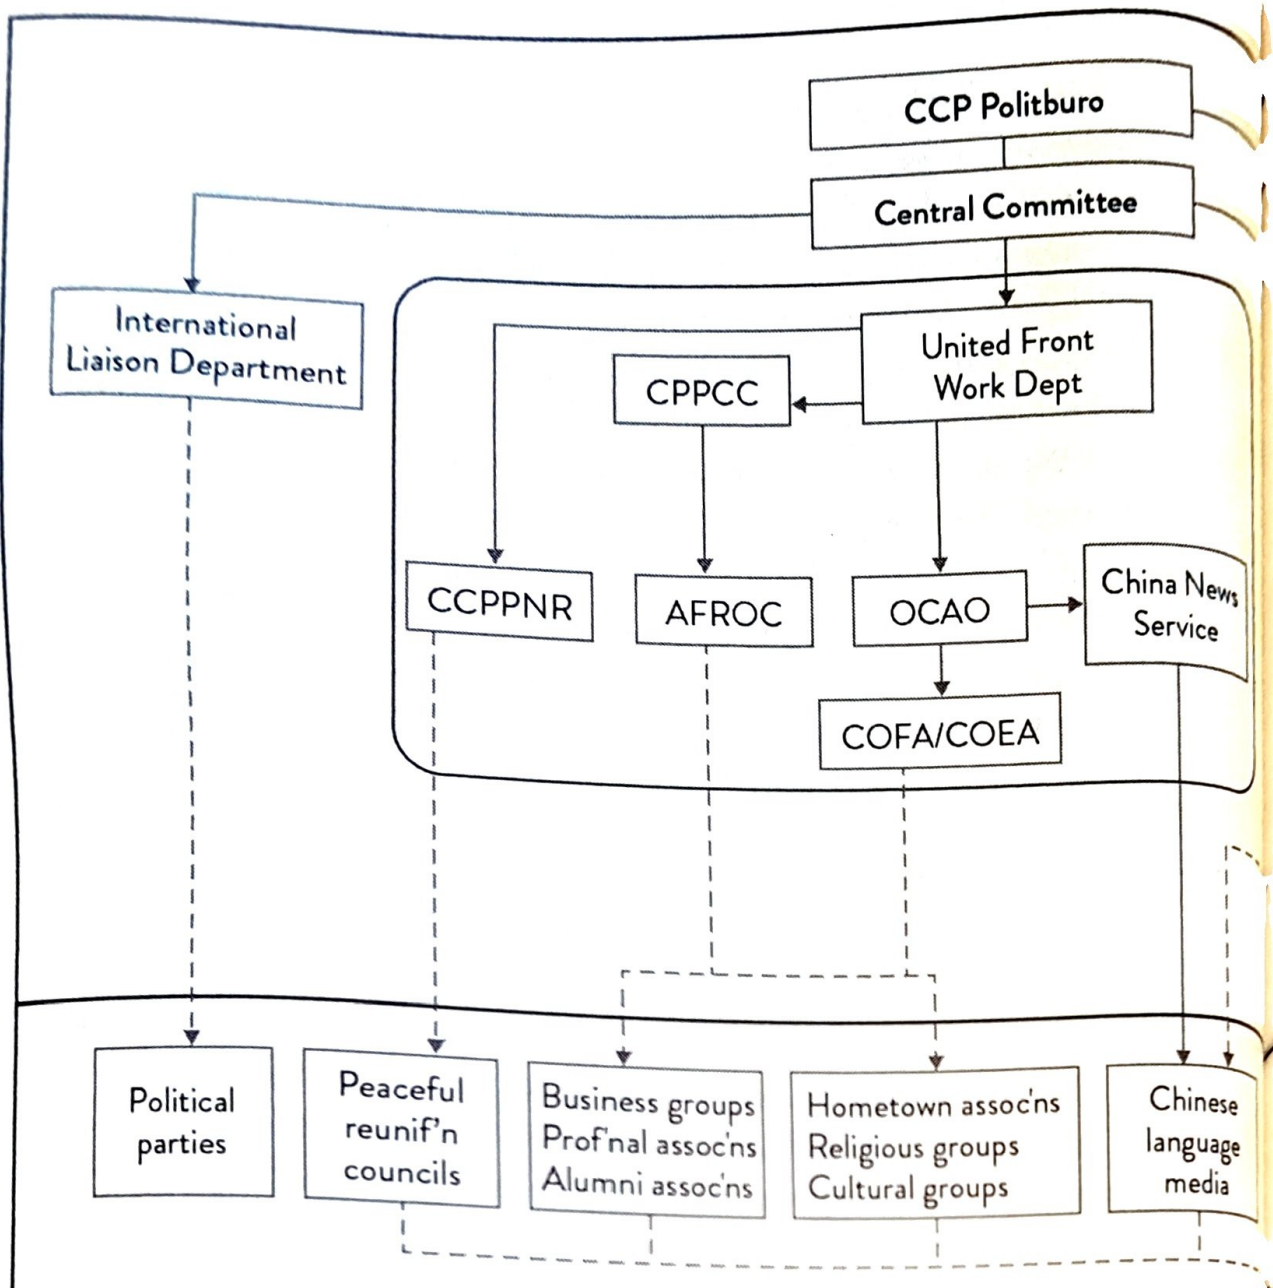 CCP Politburo
Central Committee
International
Liaison Department
United Front
Work Dept
CPPCC
CCPPNR
AFROC
OCAO
China News
Service
COFA/COEA
Political
parties
Peaceful
reunif'n
councils
Business groups
Prof'nal assoc'ns
Alumni assoc'ns
Hometown assoc'ns
Religious groups
Cultural groups
Chinese
language
media